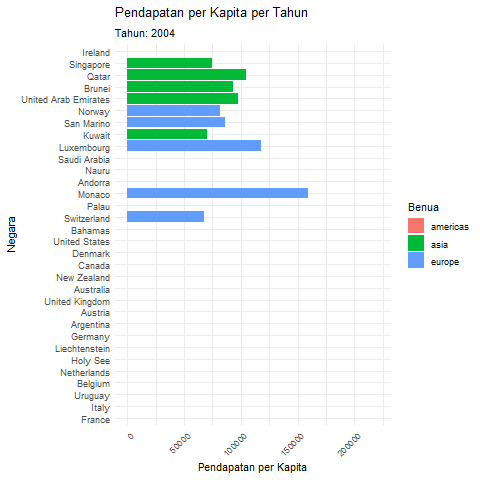 Pendapatan per Kapita per Tahun
Tahun: 2004
Ireland
Singapore
Qatar
Brunei
United Arab Emirates
Norway
San Marino
Kuwait
Luxembourg
Saudi Arabia
Nauru
Andorra
Monaco
Palau
Switzerland
Bahamas
United States
Denmark
Canada
New Zealand
Australia
United Kingdom
Austria
Argentina
Germany
Liechtenstein
Holy See
Netherlands
Belgium
Uruguay
Italy
France
Negara
0
50000
100000
150000
200000
Pendapatan per Kapita
Benua
americas
asia
europe